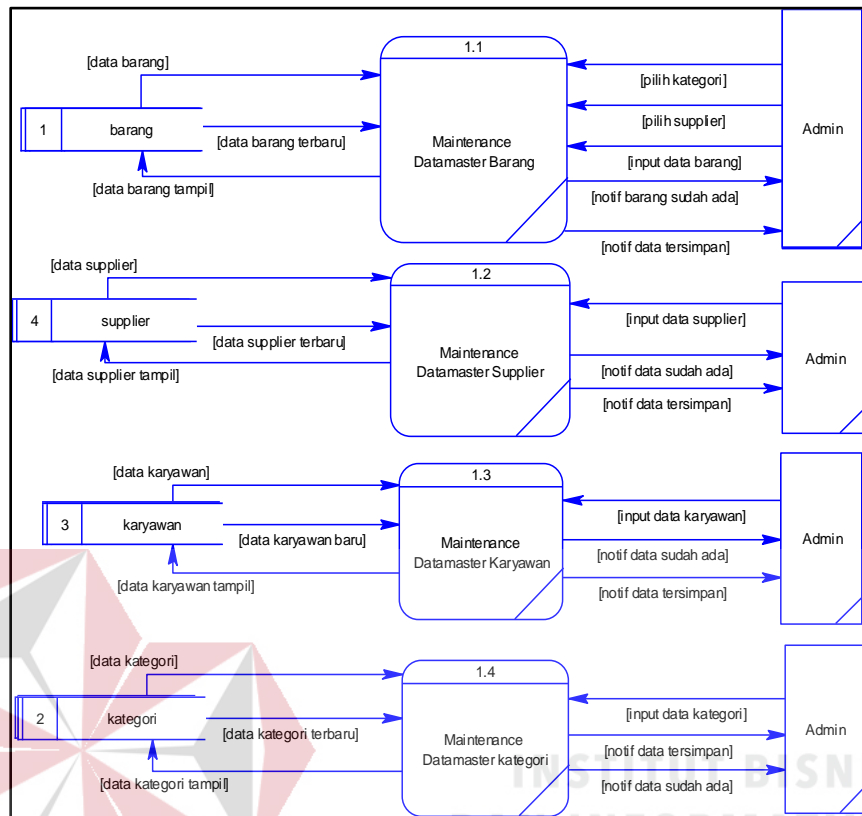 1.1
[data barang]
[pilih kategori]
[pilih supplier]
1
barang
Maintenance
Datamaster Barang
Admin
[data barang terbaru]
[input data barang]
[data barang tampil]
[notif barang sudah ada]
[notif data tersimpan]
[data supplier]
1.2
4
supplier
[input data supplier]
[data supplier terbaru]
Maintenance
Datamaster Supplier
Admin
[data supplier tampil]
[notif data sudah ada]
[notif data tersimpan]
[data karyawan]
1.3
3
karyawan
[input data karyawan]
[data karyawan baru]
Maintenance
Datamaster Karyawan
Admin
[notif data sudah ada]
[data karyawan tampil]
[notif data tersimpan]
[data kategori]
1.4
2
kategori
[input data kategori]
Admin
[data kategori terbaru]
Maintenance
Datamaster kategori
[notif data tersimpan]
[data kategori tampil]
[notif data sudah ada]
INSTITUT BISN